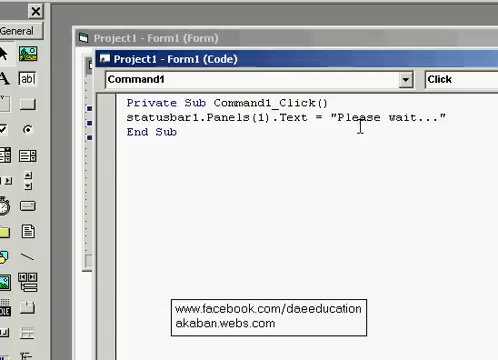 General
Project1 - Form1 (Form)
Project1 - Form1 (Code)
Command1
Click
Private Sub Command1_Click()
statusbar1.Panels(1).Text = "Please wait..."
End Sub
A
ab
www.facebook.com/daeeducation
akaban.webs.com